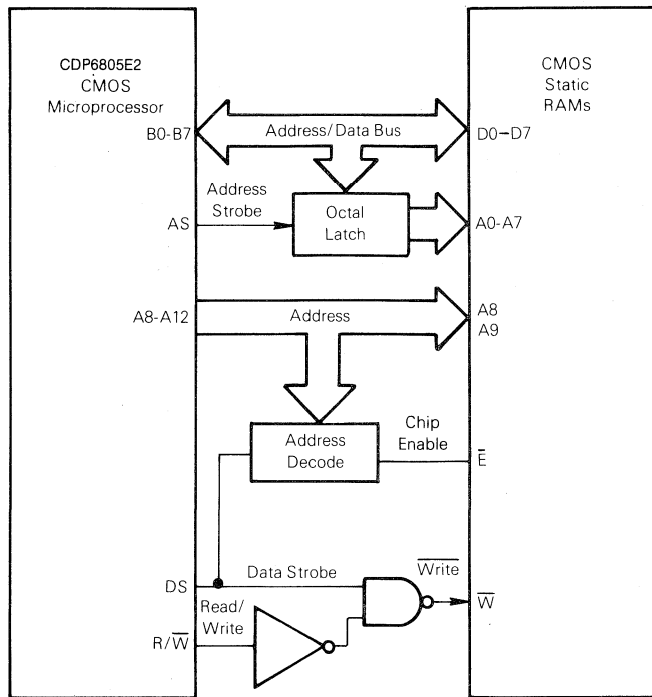 CDP6805E2
CMOS
Microprocessor
CMOS
Static
RAMs
B0-B7
Address/Data Bus
D0-D7
Address
Strobe
AS
Octal
Latch
A0-A7
A8-A12
Address
A8
A9
Address
Decode
Chip
Enable
E̅
DS
Data Strobe
W̅r̅i̅t̅e̅
W̅
Read/
Write
R/W̅